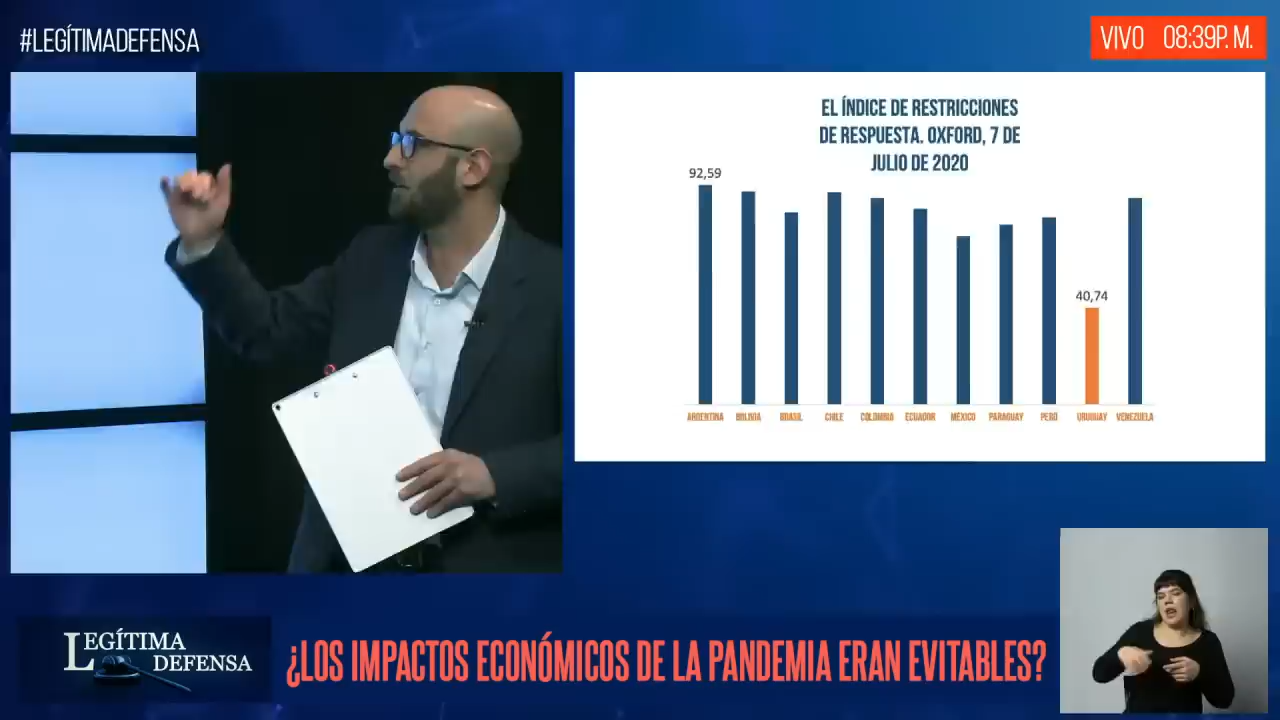 #LEGÍTIMADEFENSA
VIVO 08:39P. M.
EL ÍNDICE DE RESTRICCIONES
DE RESPUESTA. OXFORD, 7 DE
JULIO DE 2020
92,59
40,74
ARGENTINA BOLIVIA BRASIL CHILE COLOMBIA ECUADOR MÉXICO PARAGUAY PERÚ URUGUAY VENEZUELA
LEGÍTIMA
DEFENSA
¿LOS IMPACTOS ECONÓMICOS DE LA PANDEMIA ERAN EVITABLES?